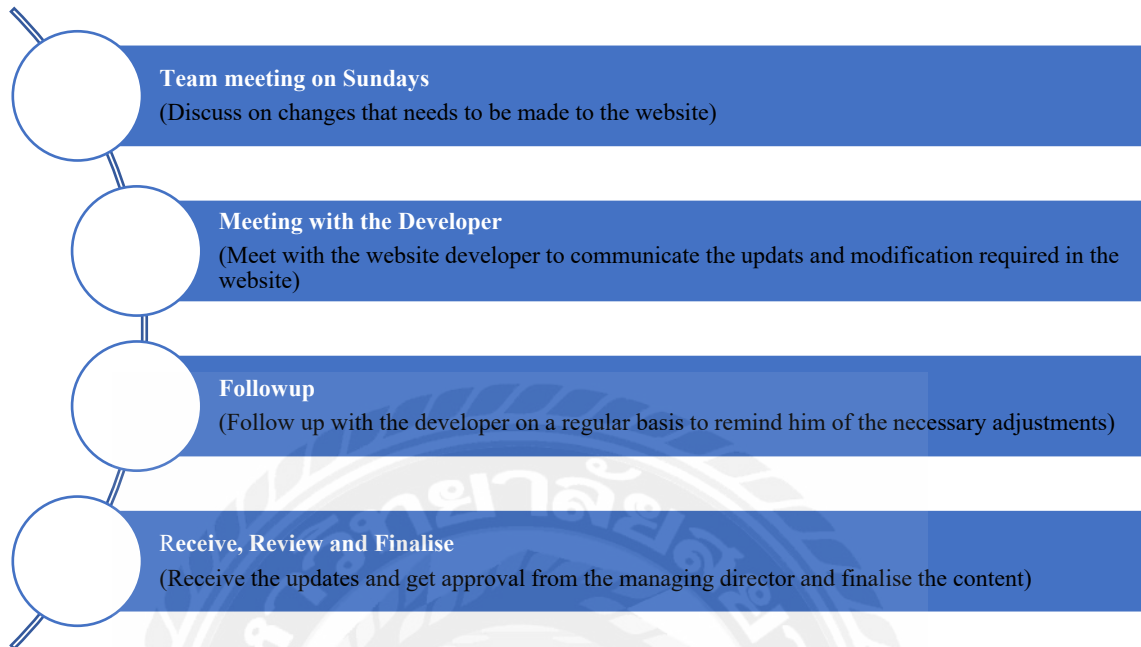 Team meeting on Sundays
(Discuss on changes that needs to be made to the website)
Meeting with the Developer
(Meet with the website developer to communicate the updats and modification required in the
website)
Followup
(Follow up with the developer on a regular basis to remind him of the necessary adjustments)
Receive, Review and Finalise
(Receive the updates and get approval from the managing director and finalise the content)